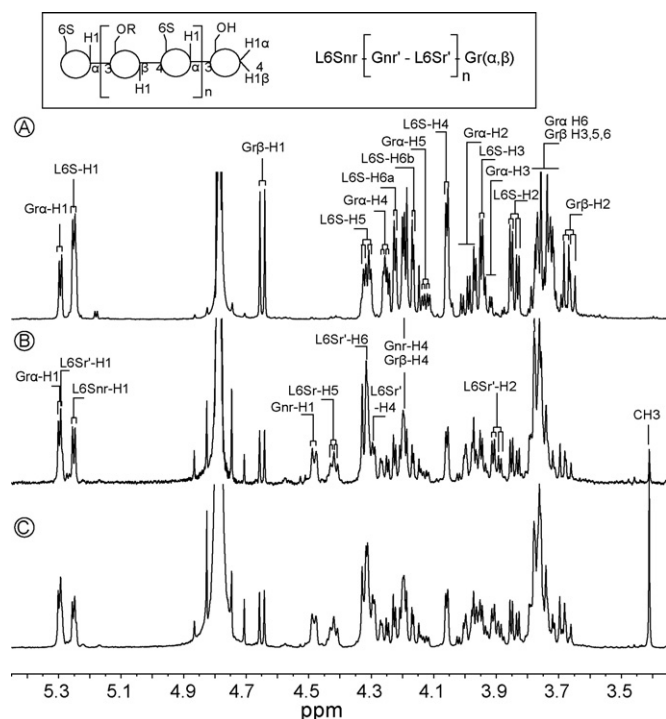 6S OR 6S OH
H1 H1 H1α
α 3 β 4 α 3 4
H1 n H1β
L6Snr [ Gnr' - L6Sr' ] n Gr(α,β)
A
Grα-H1
L6S-H1
Grβ-H1
L6S-H5
Grα-H4
L6S-H6a
L6S-H6b
Grα-H5
L6S-H4
Grα-H2
L6S-H3
Grα-H3
L6S-H2
Grα H6
Grβ H3,5,6
Grβ-H2
B
Grα-H1
L6Sr'-H1
L6Snr-H1
Gnr-H1
L6Sr-H5
L6Sr'-H6
L6Sr'
-H4
Gnr-H4
Grβ-H4
L6Sr'-H2
CH3
C
5.3 5.1 4.9 4.7 4.5 4.3 4.1 3.9 3.7 3.5
ppm